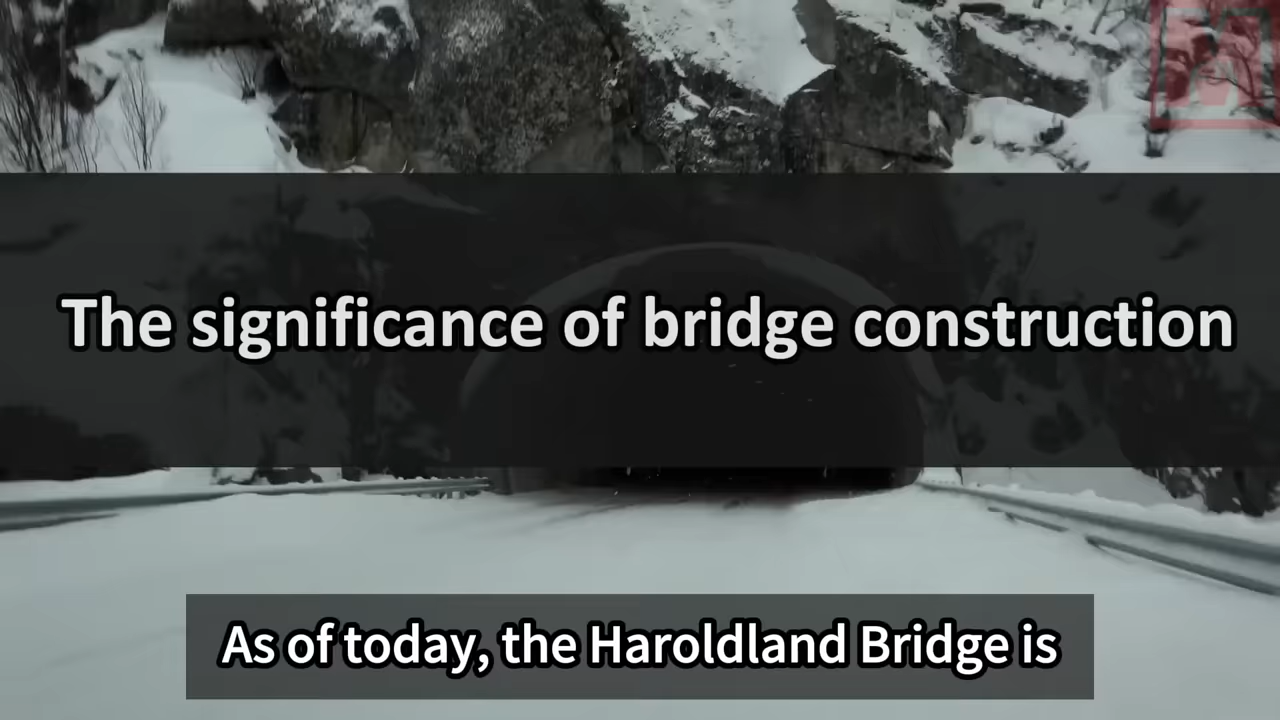 The significance of bridge construction
As of today, the Haroldland Bridge is